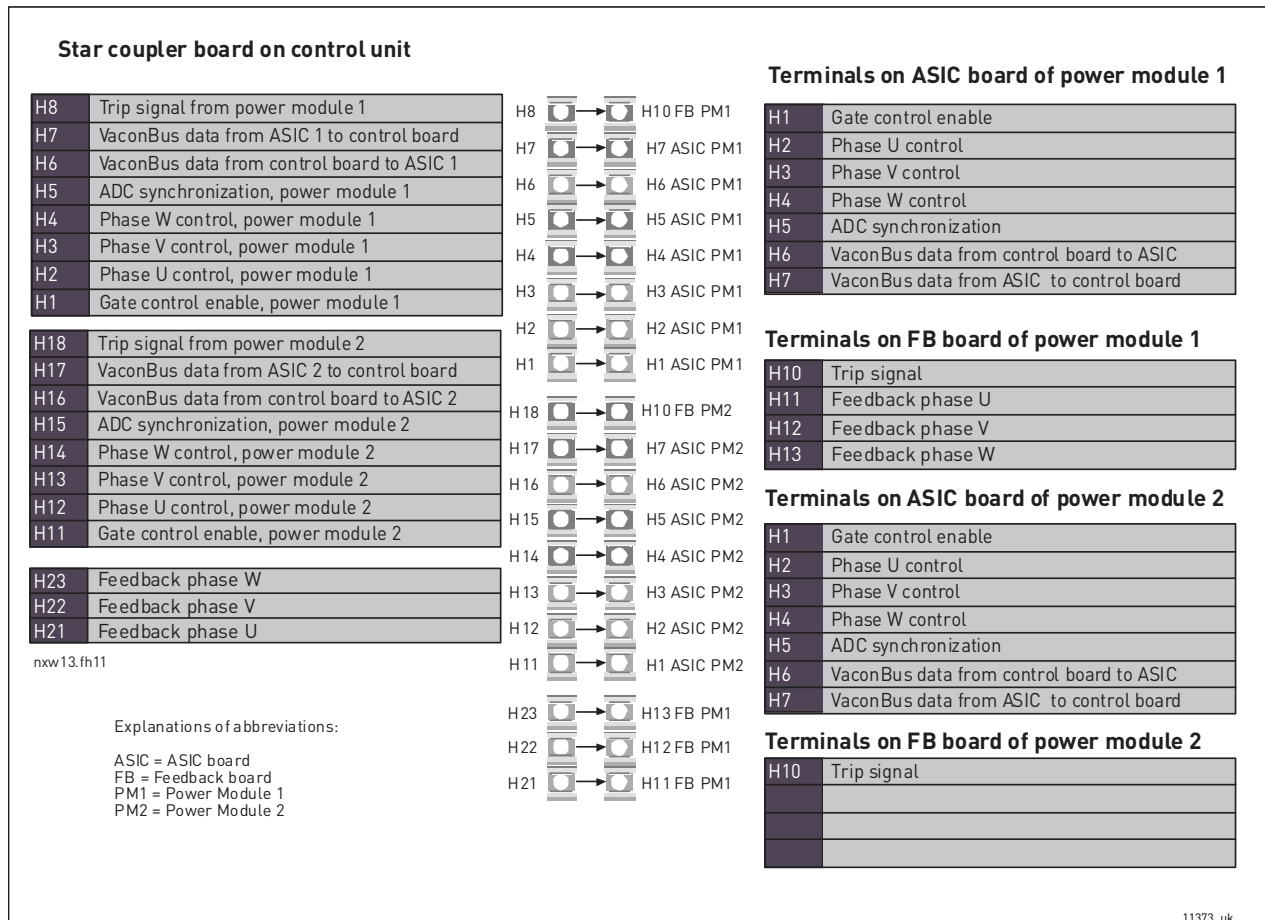 Star coupler board on control unit
H8 Trip signal from power module 1
H7 VaconBus data from ASIC 1 to control board
H6 VaconBus data from control board to ASIC 1
H5 ADC synchronization, power module 1
H4 Phase W control, power module 1
H3 Phase V control, power module 1
H2 Phase U control, power module 1
H1 Gate control enable, power module 1
H18 Trip signal from power module 2
H17 VaconBus data from ASIC 2 to control board
H16 VaconBus data from control board to ASIC 2
H15 ADC synchronization, power module 2
H14 Phase W control, power module 2
H13 Phase V control, power module 2
H12 Phase U control, power module 2
H11 Gate control enable, power module 2
H23 Feedback phase W
H22 Feedback phase V
H21 Feedback phase U
nxw13.fh11
Explanations of abbreviations:
ASIC = ASIC board
FB = Feedback board
PM1 = Power Module 1
PM2 = Power Module 2
H8 H10 FB PM1
H7 H7 ASIC PM1
H6 H6 ASIC PM1
H5 H5 ASIC PM1
H4 H4 ASIC PM1
H3 H3 ASIC PM1
H2 H2 ASIC PM1
H1 H1 ASIC PM1
H18 H10 FB PM2
H17 H7 ASIC PM2
H16 H6 ASIC PM2
H15 H5 ASIC PM2
H14 H4 ASIC PM2
H13 H3 ASIC PM2
H12 H2 ASIC PM2
H11 H1 ASIC PM2
H23 H13 FB PM1
H22 H12 FB PM1
H21 H11 FB PM1
Terminals on ASIC board of power module 1
H1 Gate control enable
H2 Phase U control
H3 Phase V control
H4 Phase W control
H5 ADC synchronization
H6 VaconBus data from control board to ASIC
H7 VaconBus data from ASIC to control board
Terminals on FB board of power module 1
H10 Trip signal
H11 Feedback phase U
H12 Feedback phase V
H13 Feedback phase W
Terminals on ASIC board of power module 2
H1 Gate control enable
H2 Phase U control
H3 Phase V control
H4 Phase W control
H5 ADC synchronization
H6 VaconBus data from control board to ASIC
H7 VaconBus data from ASIC to control board
Terminals on FB board of power module 2
H10 Trip signal
11373_uk